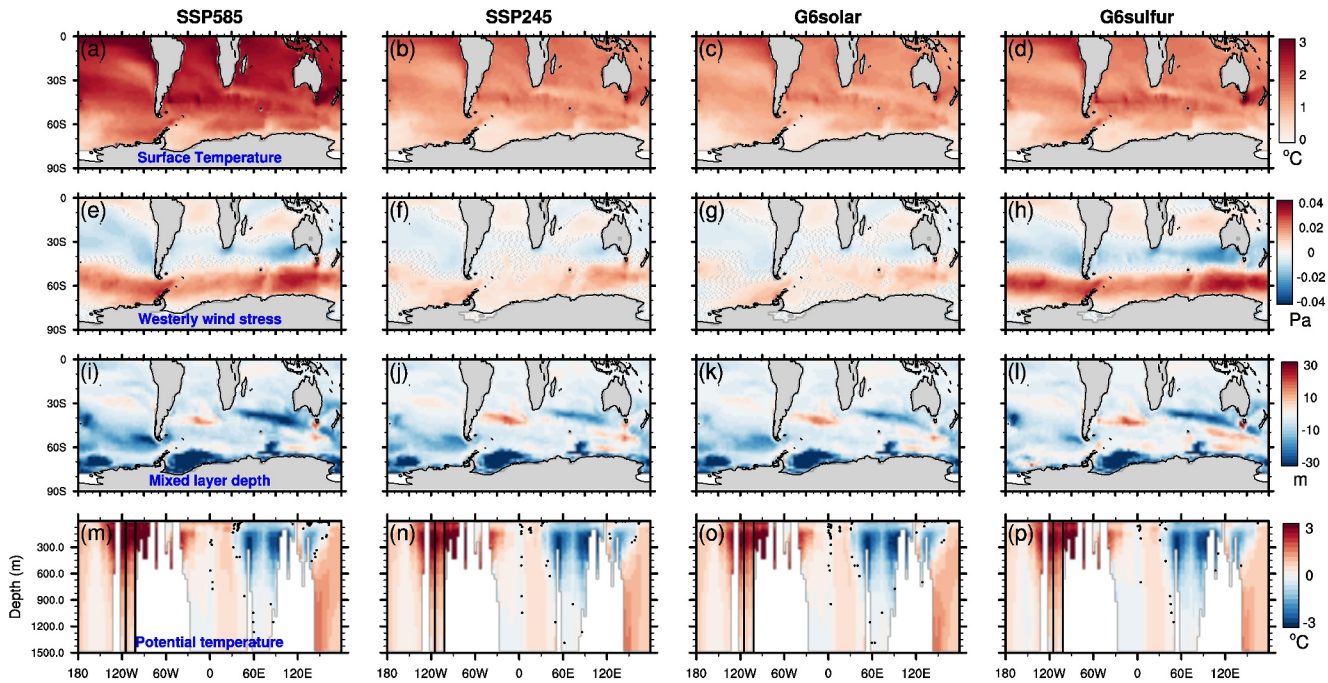 SSP585 SSP245 G6solar G6sulfur
0 (a) (b) (c) (d) 3
30S 2
60S 1
Surface Temperature 0
90S °C
(e) (f) (g) (h) 0.04
0 0.02
30S 0
60S -0.02
Westerly wind stress -0.04
90S Pa
(i) (j) (k) (l) 30
0 10
30S -10
60S -30
Mixed layer depth
90S m
(m) (n) (o) (p) 3
300.0
600.0 0
900.0
1200.0 -3
Potential temperature °C
1500.0
Depth (m)
180W 120W 60W 0 60E 120E 180W 120W 60W 0 60E 120E 180W 120W 60W 0 60E 120E 180W 120W 60W 0 60E 120E